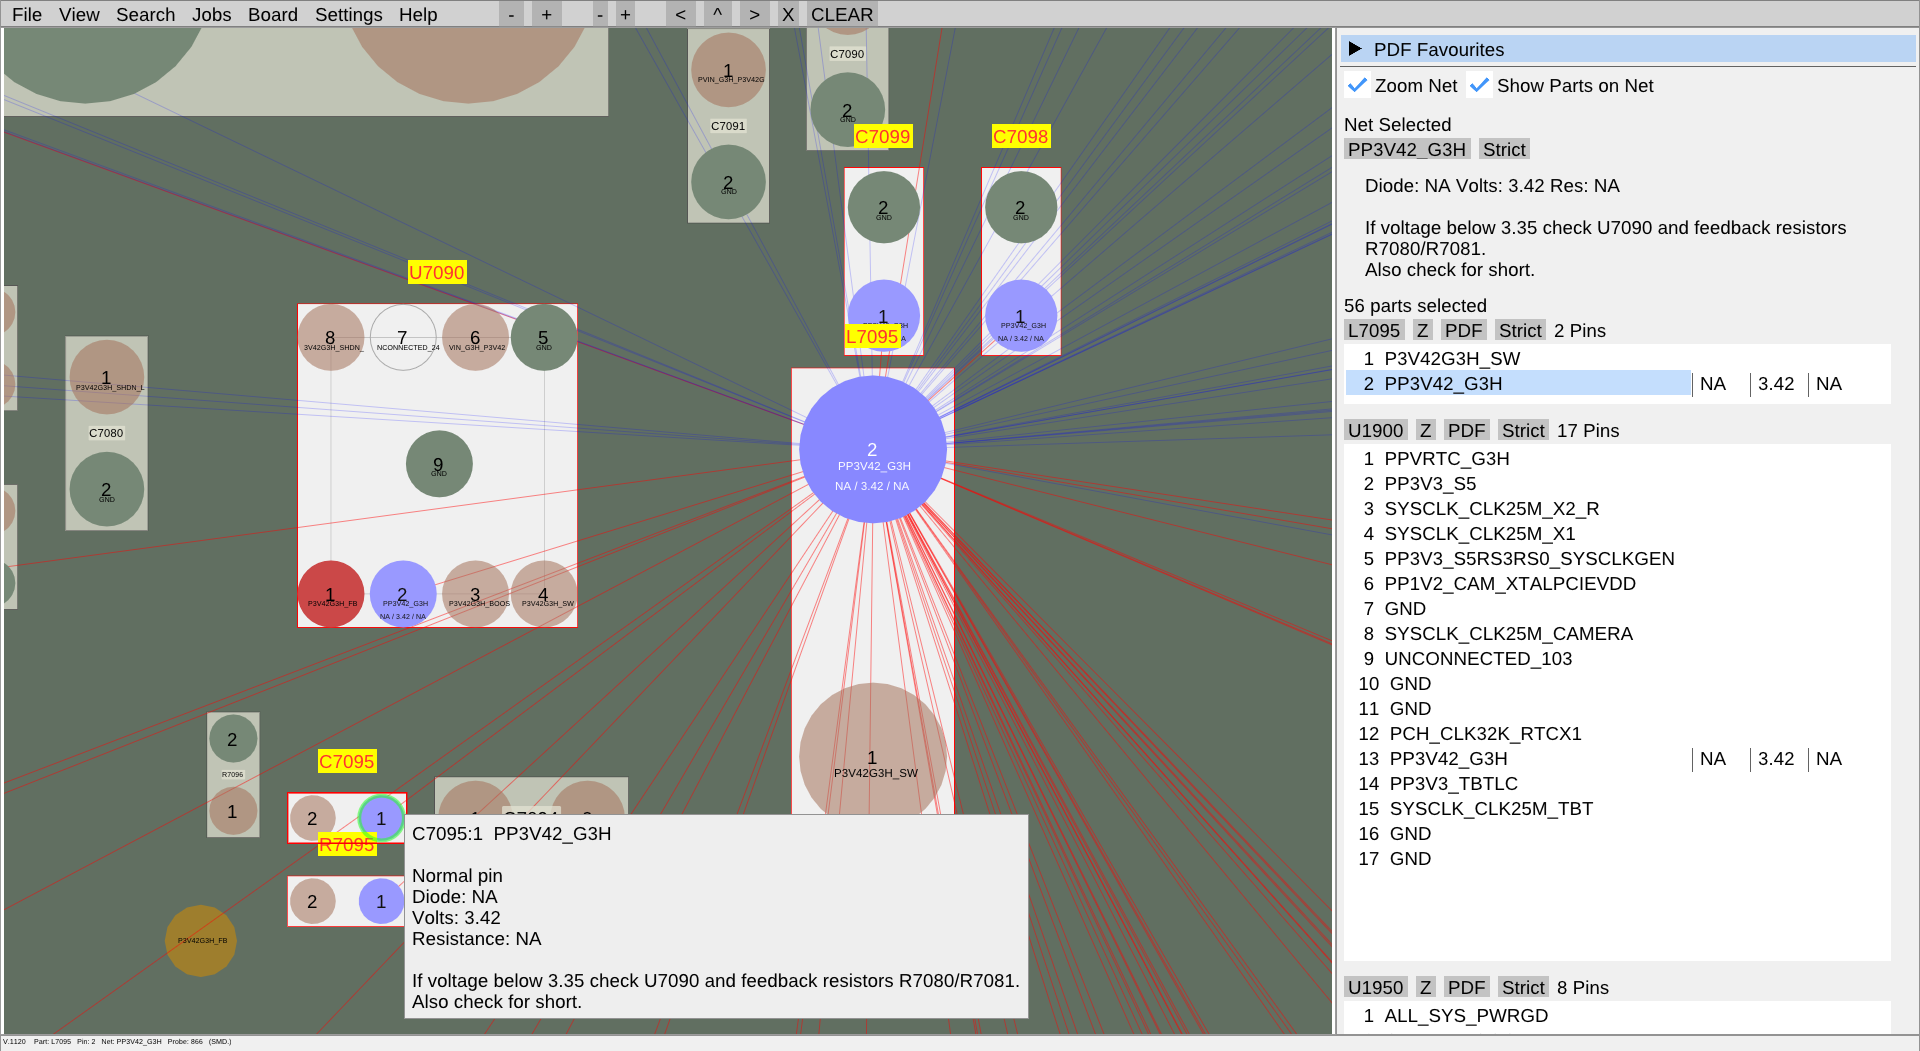 File View Search Jobs Board Settings Help - + - + < ^ > X CLEAR
1
PVIN_G3H_P3V42G
C7091
2
GND
C7090
2
GND
C7099
2
GND
1
C7098
2
GND
1
PP3V42_G3H
NA / 3.42 / NA
L7095
2
PP3V42_G3H
NA / 3.42 / NA
1
P3V42G3H_SW
U7090
8
3V42G3H_SHDN_
7
NCONNECTED_24
6
VIN_G3H_P3V42
5
GND
9
GND
1
P3V42G3H_FB
2
PP3V42_G3H
NA / 3.42 / NA
3
P3V42G3H_BOOS
4
P3V42G3H_SW
1
P3V42G3H_SHDN_L
C7080
2
GND
2
R7096
1
C7095
2 1
R7095
2 1
P3V42G3H_FB
C7095:1 PP3V42_G3H
Normal pin
Diode: NA
Volts: 3.42
Resistance: NA
If voltage below 3.35 check U7090 and feedback resistors R7080/R7081.
Also check for short.
PDF Favourites
Zoom Net Show Parts on Net
Net Selected
PP3V42_G3H Strict
Diode: NA Volts: 3.42 Res: NA
If voltage below 3.35 check U7090 and feedback resistors
R7080/R7081.
Also check for short.
56 parts selected
L7095 Z PDF Strict 2 Pins
1 P3V42G3H_SW
2 PP3V42_G3H NA 3.42 NA
U1900 Z PDF Strict 17 Pins
1 PPVRTC_G3H
2 PP3V3_S5
3 SYSCLK_CLK25M_X2_R
4 SYSCLK_CLK25M_X1
5 PP3V3_S5RS3RS0_SYSCLKGEN
6 PP1V2_CAM_XTALPCIEVDD
7 GND
8 SYSCLK_CLK25M_CAMERA
9 UNCONNECTED_103
10 GND
11 GND
12 PCH_CLK32K_RTCX1
13 PP3V42_G3H NA 3.42 NA
14 PP3V3_TBTLC
15 SYSCLK_CLK25M_TBT
16 GND
17 GND
U1950 Z PDF Strict 8 Pins
1 ALL_SYS_PWRGD
V.1120 Part: L7095 Pin: 2 Net: PP3V42_G3H Probe: 866 (SMD.)